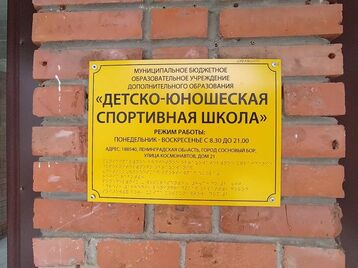 МУНИЦИПАЛЬНОЕ БЮДЖЕТНОЕ
ОБРАЗОВАТЕЛЬНОЕ УЧРЕЖДЕНИЕ
ДОПОЛНИТЕЛЬНОГО ОБРАЗОВАНИЯ
«ДЕТСКО-ЮНОШЕСКАЯ
СПОРТИВНАЯ ШКОЛА»
РЕЖИМ РАБОТЫ:
ПОНЕДЕЛЬНИК - ВОСКРЕСЕНЬЕ С 8.30 ДО 21.00
АДРЕС: 188540, ЛЕНИНГРАДСКАЯ ОБЛАСТЬ, ГОРОД СОСНОВЫЙ БОР,
УЛИЦА КОСМОНАВТОВ, ДОМ 21